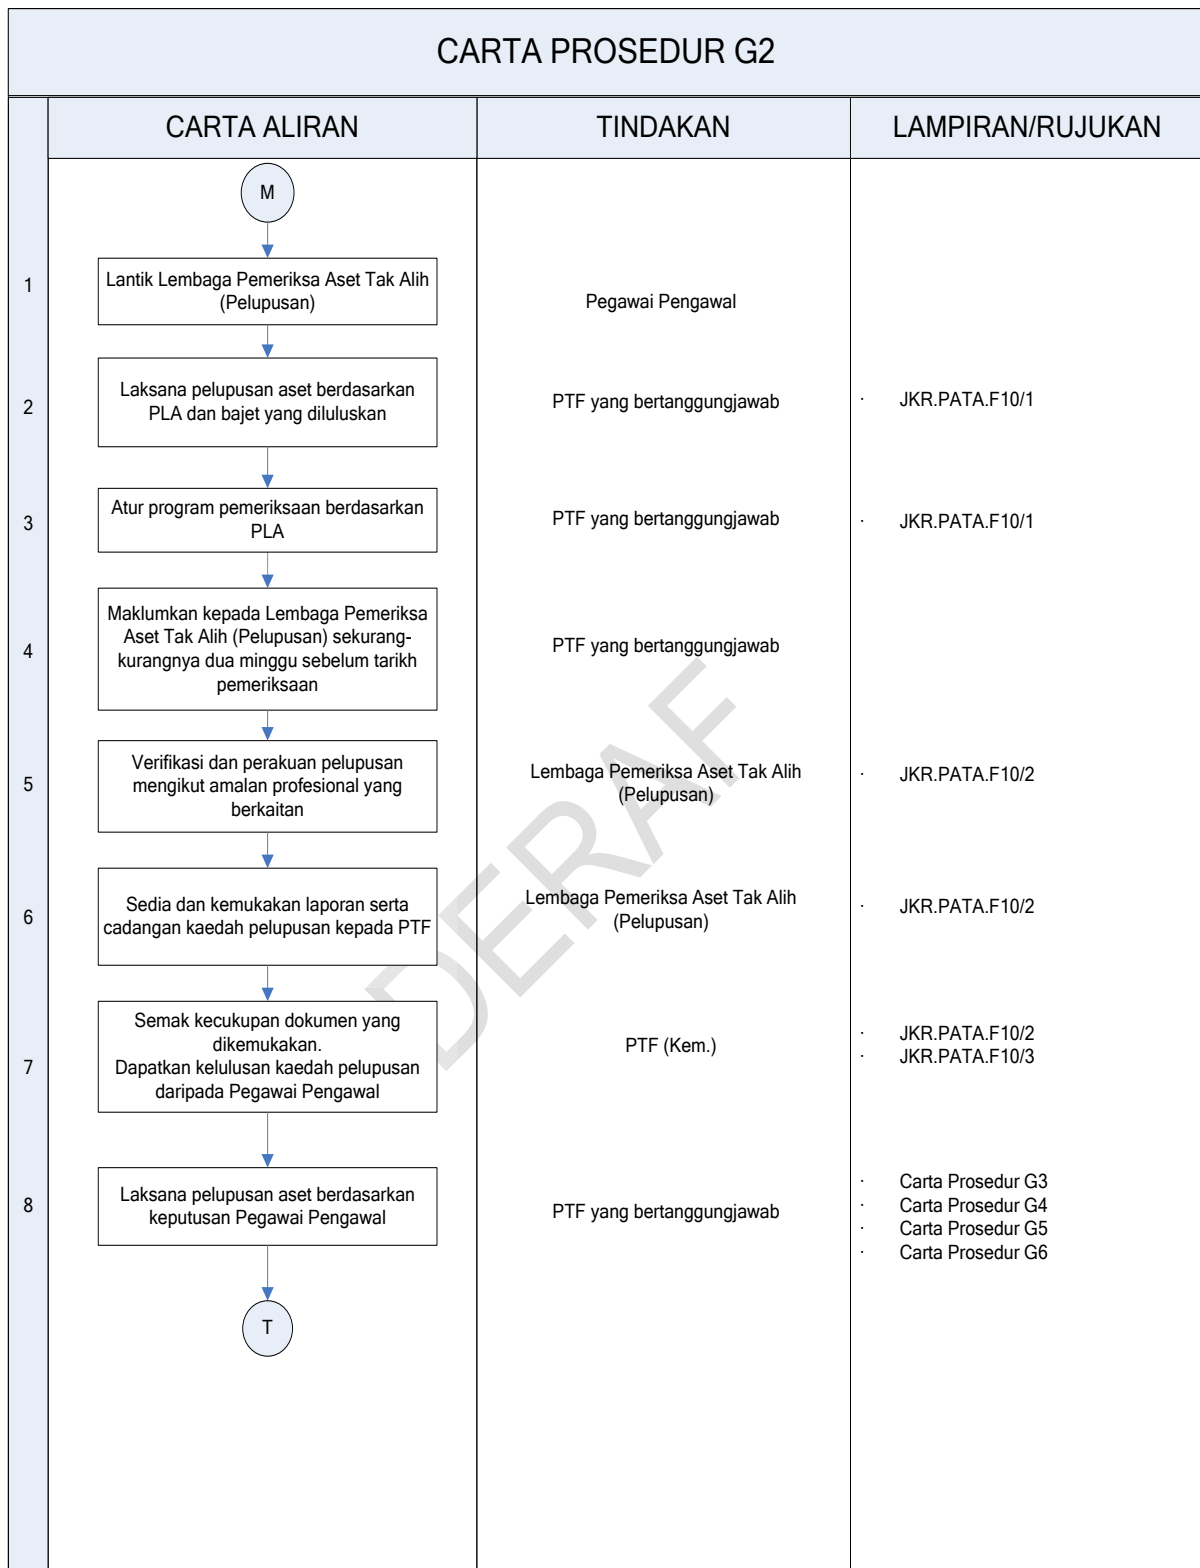 CARTA PROSEDUR G2
CARTA ALIRAN
TINDAKAN
LAMPIRAN/RUJUKAN
M
1
Lantik Lembaga Pemeriksa Aset Tak Alih
(Pelupusan)
Pegawai Pengawal
2
Laksana pelupusan aset berdasarkan
PLA dan bajet yang diluluskan
PTF yang bertanggungjawab
· JKR.PATA.F10/1
3
Atur program pemeriksaan berdasarkan
PLA
PTF yang bertanggungjawab
· JKR.PATA.F10/1
4
Maklumkan kepada Lembaga Pemeriksa
Aset Tak Alih (Pelupusan) sekurang-
kurangnya dua minggu sebelum tarikh
pemeriksaan
PTF yang bertanggungjawab
5
Verifikasi dan perakuan pelupusan
mengikut amalan profesional yang
berkaitan
Lembaga Pemeriksa Aset Tak Alih
(Pelupusan)
· JKR.PATA.F10/2
6
Sedia dan kemukakan laporan serta
cadangan kaedah pelupusan kepada PTF
Lembaga Pemeriksa Aset Tak Alih
(Pelupusan)
· JKR.PATA.F10/2
7
Semak kecukupan dokumen yang
dikemukakan.
Dapatkan kelulusan kaedah pelupusan
daripada Pegawai Pengawal
PTF (Kem.)
· JKR.PATA.F10/2
· JKR.PATA.F10/3
8
Laksana pelupusan aset berdasarkan
keputusan Pegawai Pengawal
PTF yang bertanggungjawab
· Carta Prosedur G3
· Carta Prosedur G4
· Carta Prosedur G5
· Carta Prosedur G6
T
DERAF